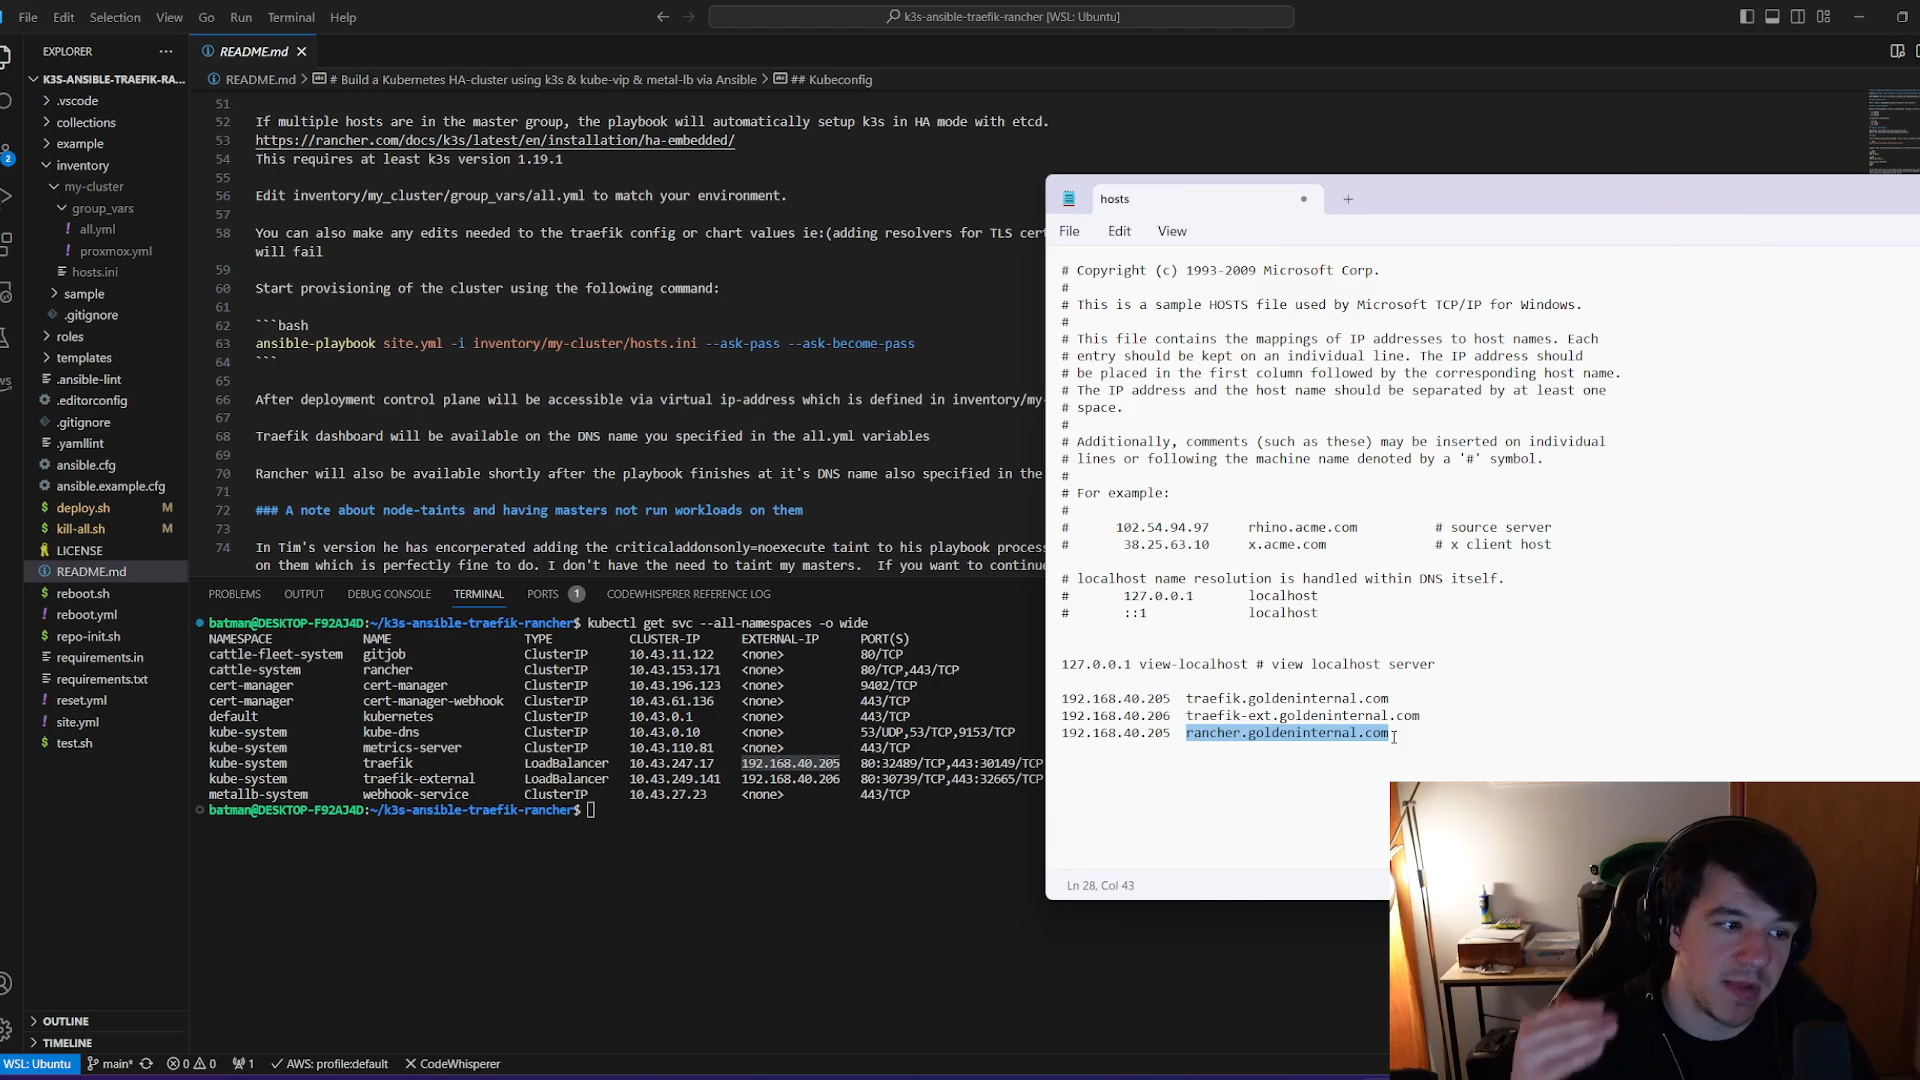 File Edit Selection View Go Run Terminal Help
k3s-ansible-traefik-rancher [WSL: Ubuntu]
EXPLORER
K3S-ANSIBLE-TRAEFIK-RA...
.vscode
collections
example
inventory
my-cluster
group_vars
! all.yml
! proxmox.yml
hosts.ini
sample
.gitignore
roles
templates
.ansible-lint
.editorconfig
.gitignore
.yamllint
ansible.cfg
ansible.example.cfg
$ deploy.sh M
$ kill-all.sh M
LICENSE
README.md
$ reboot.sh
! reboot.yml
$ repo-init.sh
requirements.in
requirements.txt
! reset.yml
! site.yml
$ test.sh
OUTLINE
TIMELINE
2
README.md
README.md > # Build a Kubernetes HA-cluster using k3s & kube-vip & metal-lb via Ansible > ## Kubeconfig
51
52 If multiple hosts are in the master group, the playbook will automatically setup k3s in HA mode with etcd.
53 https://rancher.com/docs/k3s/latest/en/installation/ha-embedded/
54 This requires at least k3s version 1.19.1
55
56 Edit inventory/my_cluster/group_vars/all.yml to match your environment.
57
58 You can also make any edits needed to the traefik config or chart values ie:(adding resolvers for TLS cert
will fail
59
60 Start provisioning of the cluster using the following command:
61
62 ```bash
63 ansible-playbook site.yml -i inventory/my-cluster/hosts.ini --ask-pass --ask-become-pass
64 ```
65
66 After deployment control plane will be accessible via virtual ip-address which is defined in inventory/my-
67
68 Traefik dashboard will be available on the DNS name you specified in the all.yml variables
69
70 Rancher will also be available shortly after the playbook finishes at it's DNS name also specified in the
71
72 ### A note about node-taints and having masters not run workloads on them
73
74 In Tim's version he has encorperated adding the criticaladdonsonly=noexecute taint to his playbook process
on them which is perfectly fine to do. I don't have the need to taint my masters. If you want to continue
PROBLEMS OUTPUT DEBUG CONSOLE TERMINAL PORTS 1 CODEWHISPERER REFERENCE LOG
batman@DESKTOP-F92AJ4D:~/k3s-ansible-traefik-rancher$ kubectl get svc --all-namespaces -o wide
NAMESPACE NAME TYPE CLUSTER-IP EXTERNAL-IP PORT(S)
cattle-fleet-system gitjob ClusterIP 10.43.11.122 <none> 80/TCP
cattle-system rancher ClusterIP 10.43.153.171 <none> 80/TCP,443/TCP
cert-manager cert-manager ClusterIP 10.43.196.123 <none> 9402/TCP
cert-manager cert-manager-webhook ClusterIP 10.43.61.136 <none> 443/TCP
default kubernetes ClusterIP 10.43.0.1 <none> 443/TCP
kube-system kube-dns ClusterIP 10.43.0.10 <none> 53/UDP,53/TCP,9153/TCP
kube-system metrics-server ClusterIP 10.43.110.81 <none> 443/TCP
kube-system traefik LoadBalancer 10.43.247.17 192.168.40.205 80:32489/TCP,443:30149/TCP
kube-system traefik-external LoadBalancer 10.43.249.141 192.168.40.206 80:30739/TCP,443:32665/TCP
metallb-system webhook-service ClusterIP 10.43.27.23 <none> 443/TCP
batman@DESKTOP-F92AJ4D:~/k3s-ansible-traefik-rancher$
hosts
File Edit View
# Copyright (c) 1993-2009 Microsoft Corp.
#
# This is a sample HOSTS file used by Microsoft TCP/IP for Windows.
#
# This file contains the mappings of IP addresses to host names. Each
# entry should be kept on an individual line. The IP address should
# be placed in the first column followed by the corresponding host name.
# The IP address and the host name should be separated by at least one
# space.
#
# Additionally, comments (such as these) may be inserted on individual
# lines or following the machine name denoted by a '#' symbol.
#
# For example:
#
# 102.54.94.97 rhino.acme.com # source server
# 38.25.63.10 x.acme.com # x client host

# localhost name resolution is handled within DNS itself.
# 127.0.0.1 localhost
# ::1 localhost

127.0.0.1 view-localhost # view localhost server

192.168.40.205 traefik.goldeninternal.com
192.168.40.206 traefik-ext.goldeninternal.com
192.168.40.205 rancher.goldeninternal.com
Ln 28, Col 43
WSL: Ubuntu main* 0 0 1 AWS: profile:default CodeWhisperer